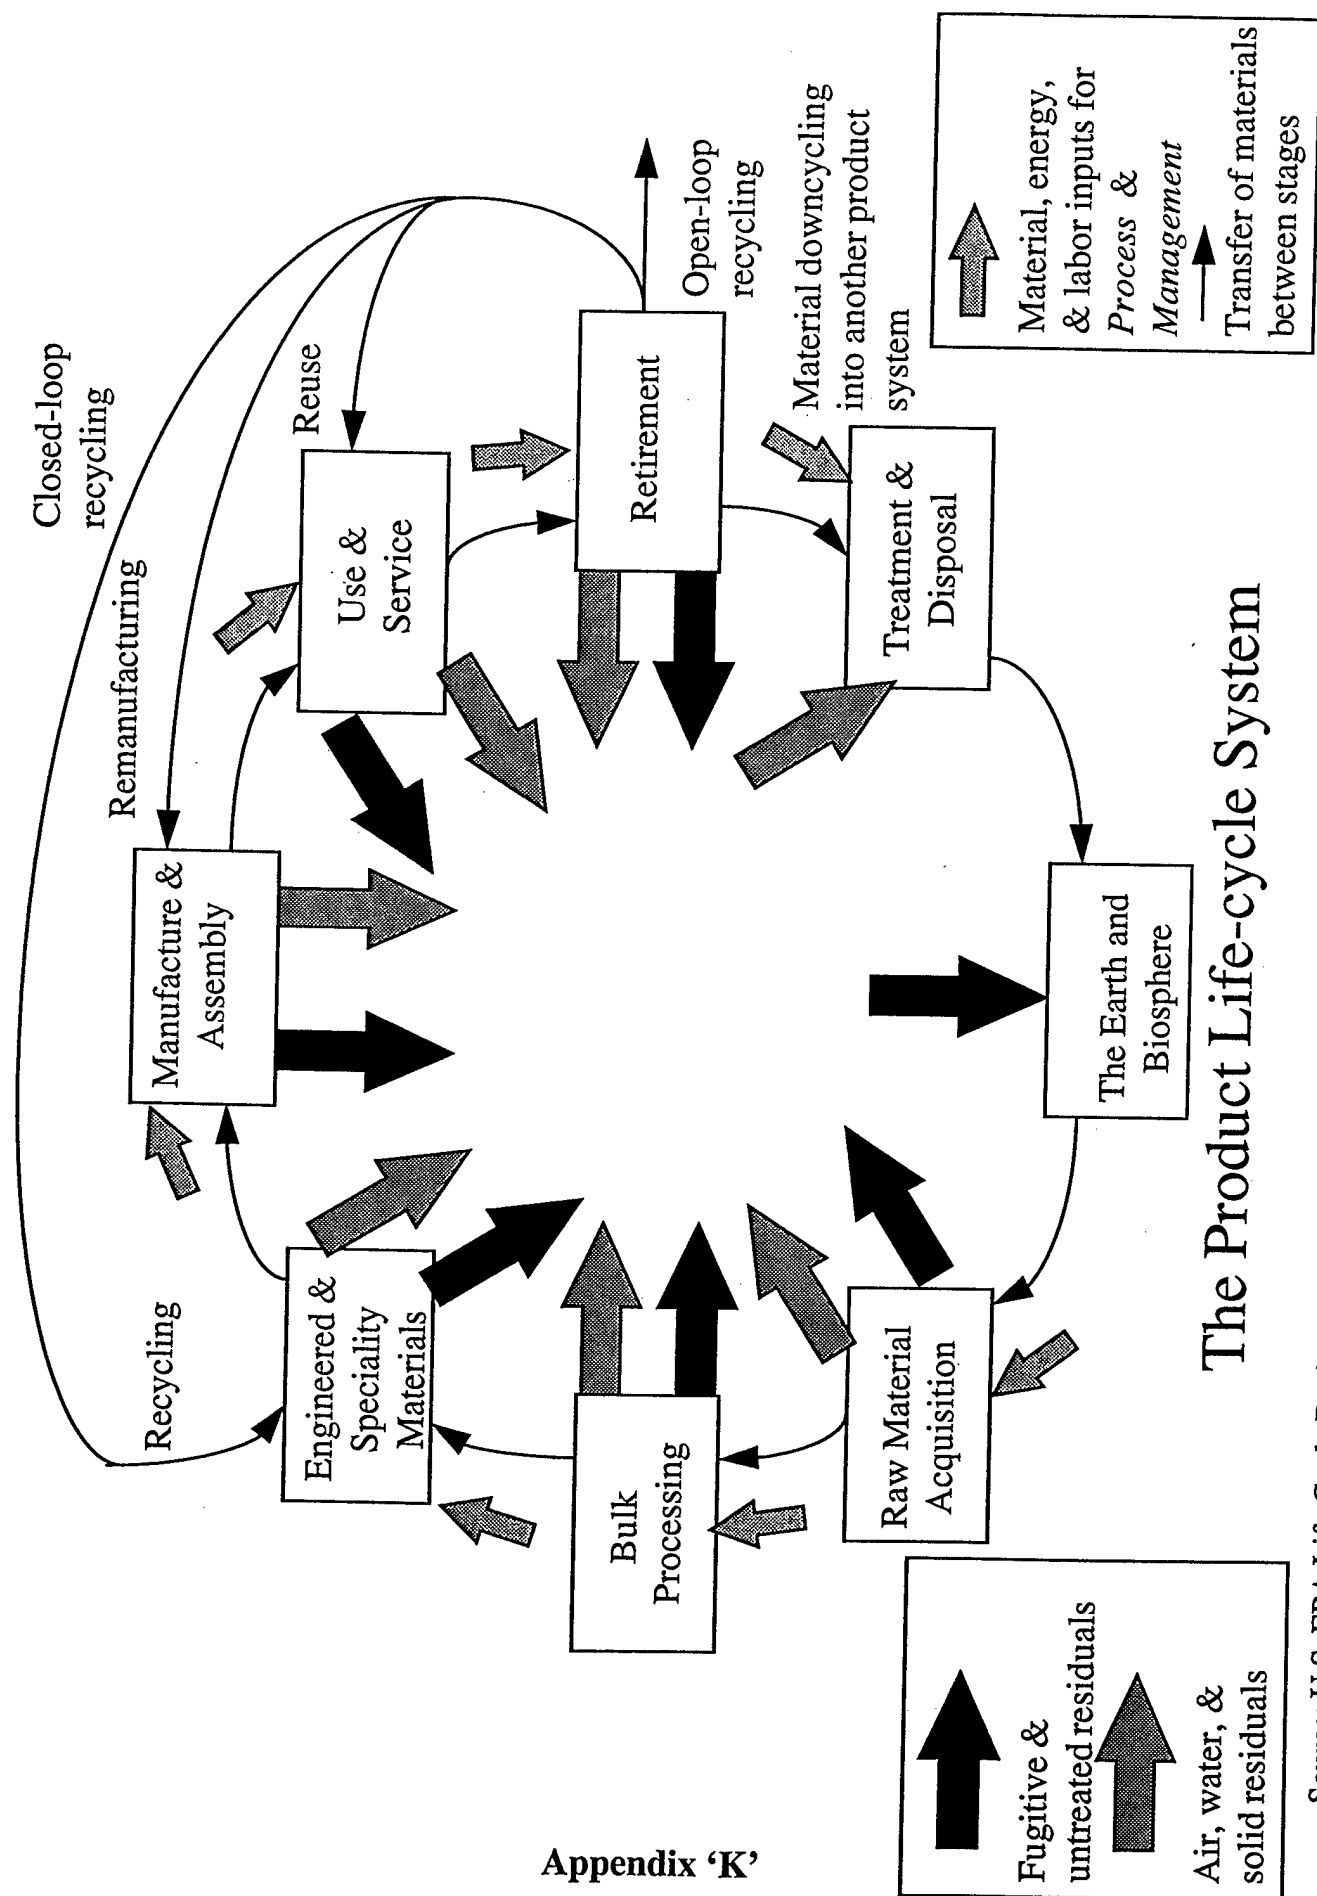 Closed-loop
recycling
Recycling
Remanufacturing
Reuse
Manufacture &
Assembly
Engineered &
Speciality
Materials
Use &
Service
Bulk
Processing
Retirement
Open-loop
recycling
Material downcycling
into another product
system
Raw Material
Acquisition
Treatment &
Disposal
The Earth and
Biosphere
Fugitive &
untreated residuals
Air, water, &
solid residuals
Material, energy,
& labor inputs for
Process &
Management
Transfer of materials
between stages
The Product Life-cycle System
Appendix ‘K’